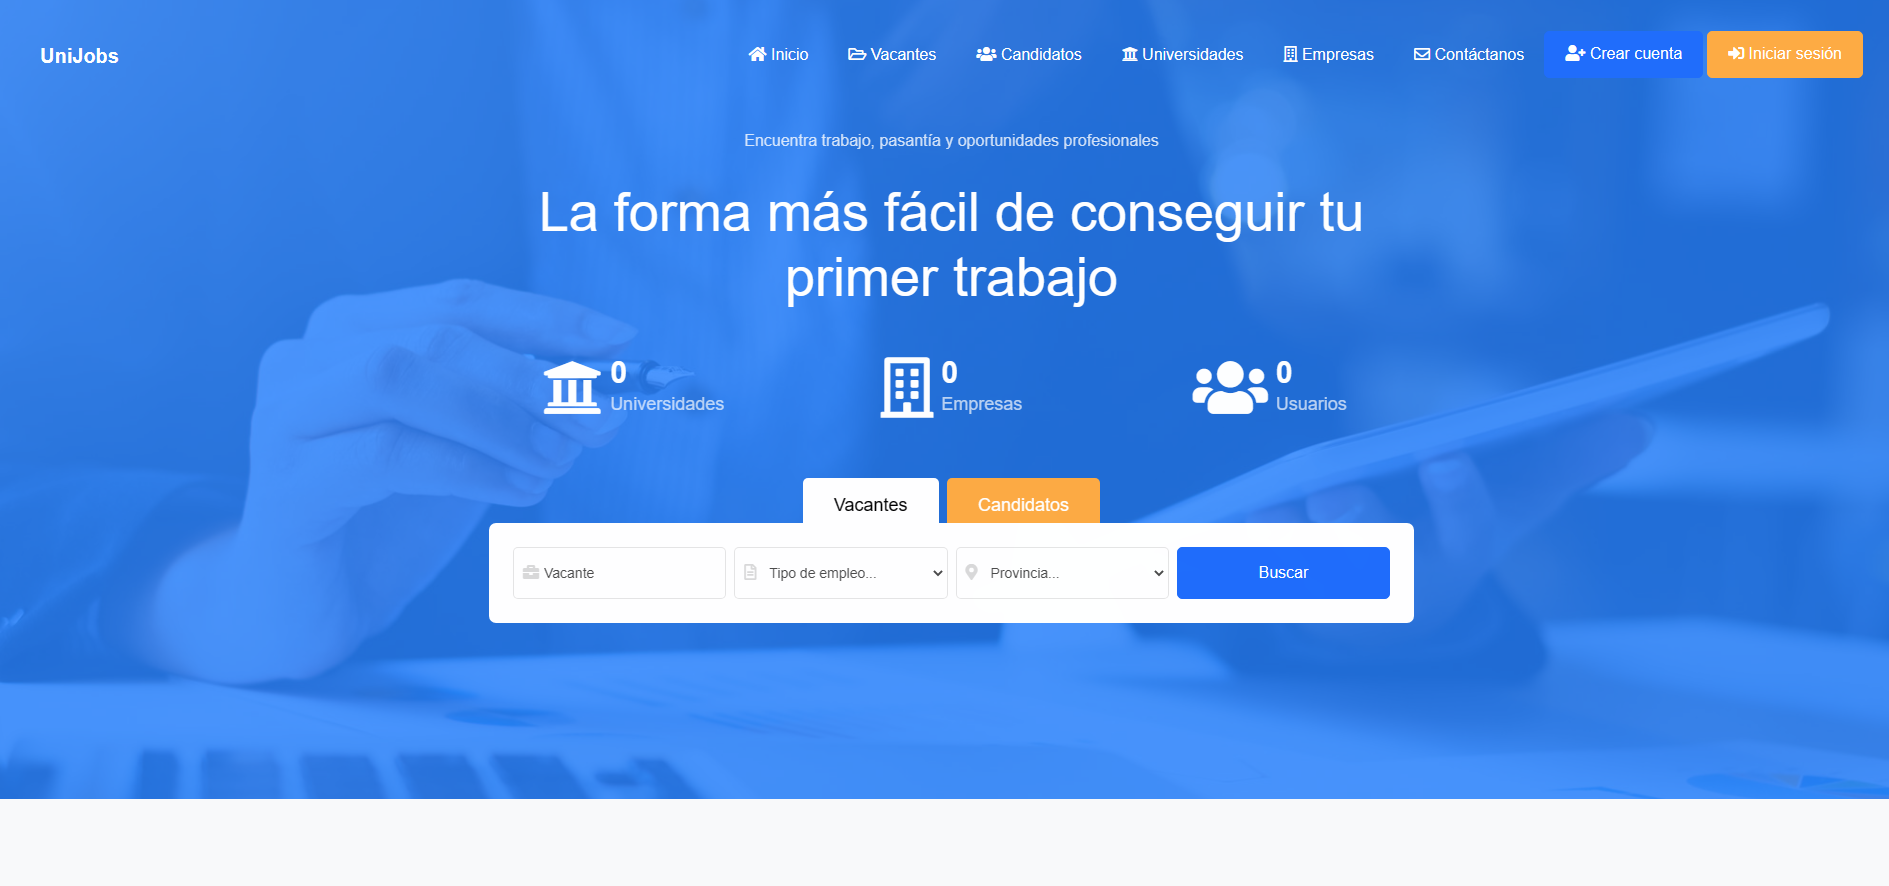 UniJobs
Inicio
Vacantes
Candidatos
Universidades
Empresas
Contáctanos
Crear cuenta
Iniciar sesión
Encuentra trabajo, pasantía y oportunidades profesionales
La forma más fácil de conseguir tu
primer trabajo
0
Universidades
0
Empresas
0
Usuarios
Vacantes
Candidatos
Vacante
Tipo de empleo...
Provincia...
Buscar